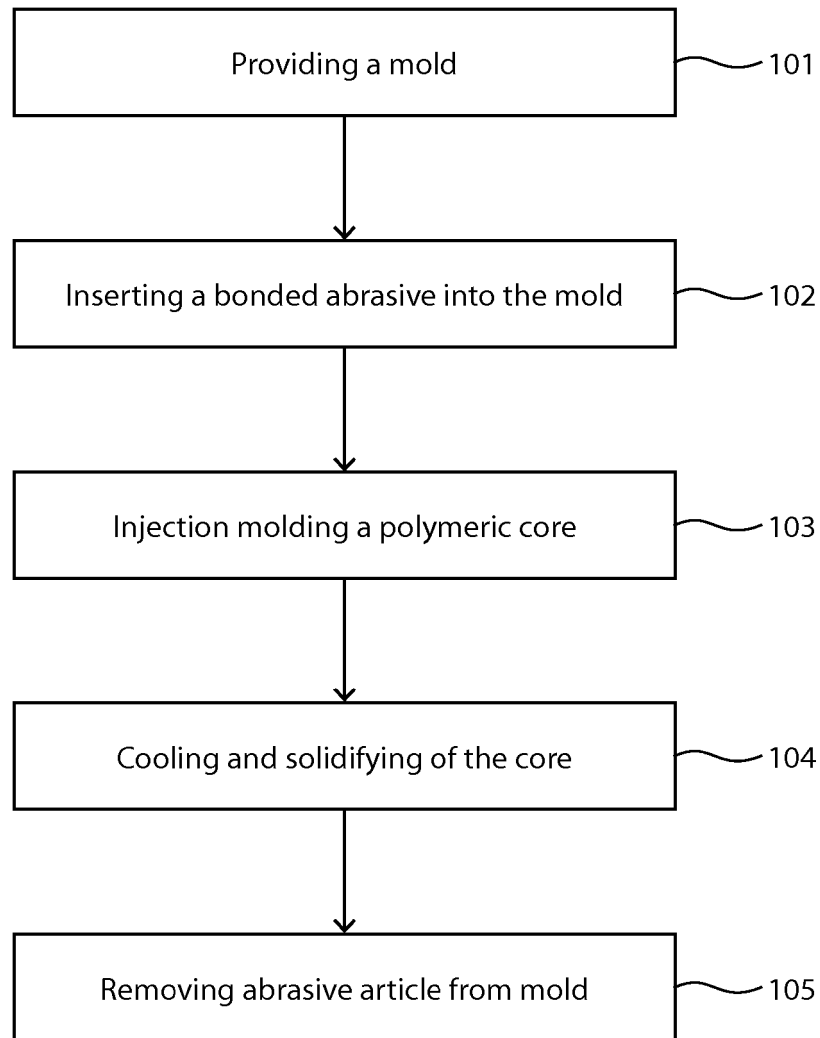 Providing a mold 101
Inserting a bonded abrasive into the mold 102
Injection molding a polymeric core 103
Cooling and solidifying of the core 104
Removing abrasive article from mold 105